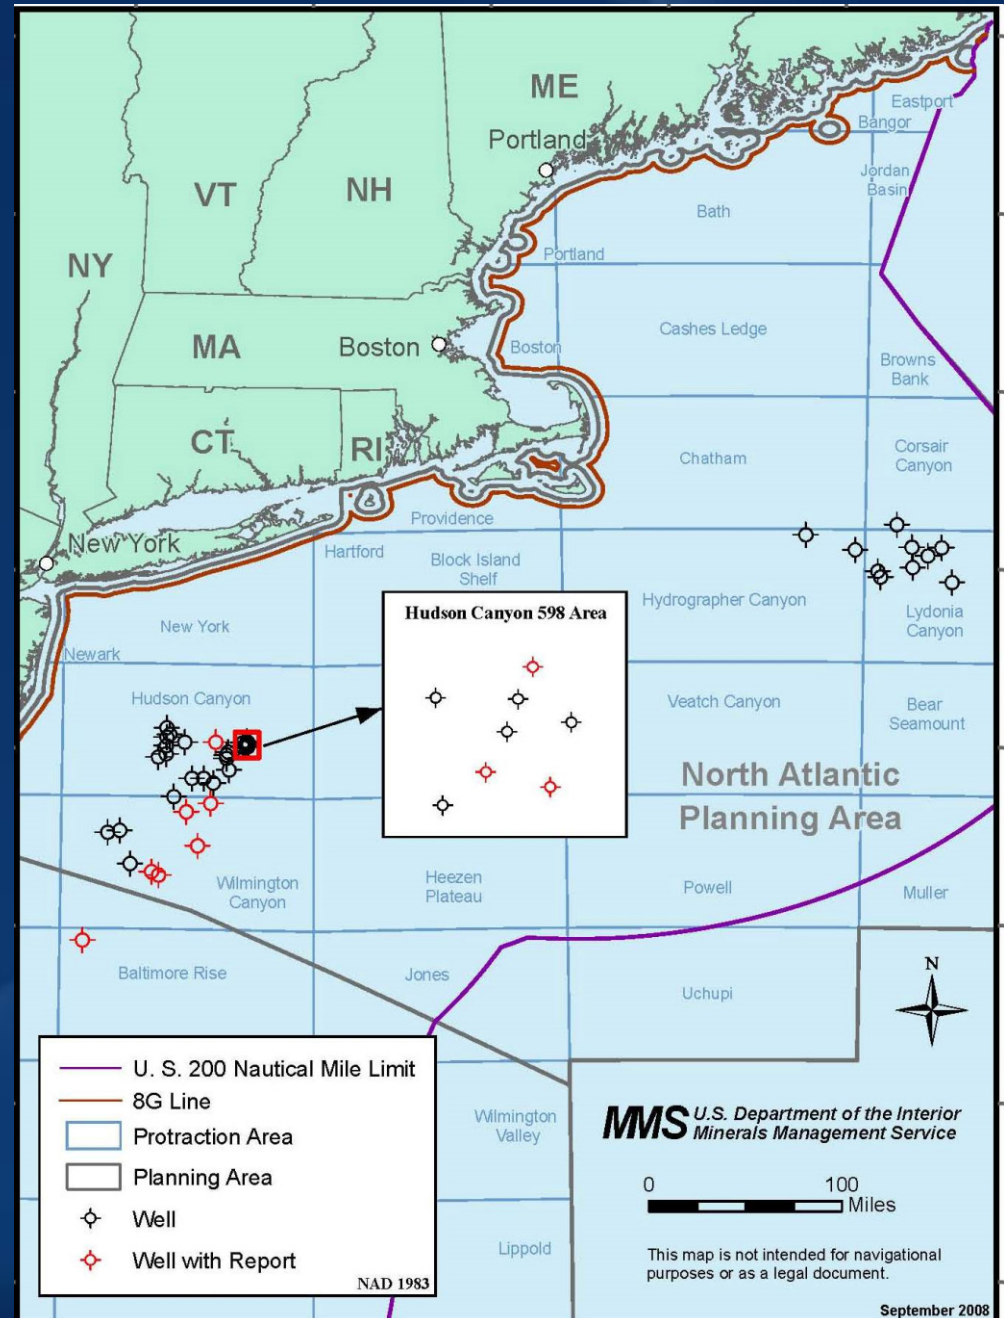 ME
Portland
Eastport
Bangor
Jordan
Basin
VT
NH
Bath
NY
Portland
MA
Boston
Boston
Cashes Ledge
Browns
Bank
CT
RI
Chatham
Corsair
Canyon
New York
Providence
Hartford
Block Island
Shelf
Hydrographer Canyon
Lydonia
Canyon
New York
Newark
Hudson Canyon 598 Area
Hudson Canyon
Veatch Canyon
Bear
Seamount
North Atlantic
Planning Area
Wilmington
Canyon
Heezen
Plateau
Powell
Muller
Baltimore Rise
Jones
Uchupi
N
U. S. 200 Nautical Mile Limit
8G Line
Protraction Area
Planning Area
Well
Well with Report
NAD 1983
Wilmington
Valley
Lippold
MMS U.S. Department of the Interior
Minerals Management Service
0 100
Miles
This map is not intended for navigational
purposes or as a legal document.
September 2008